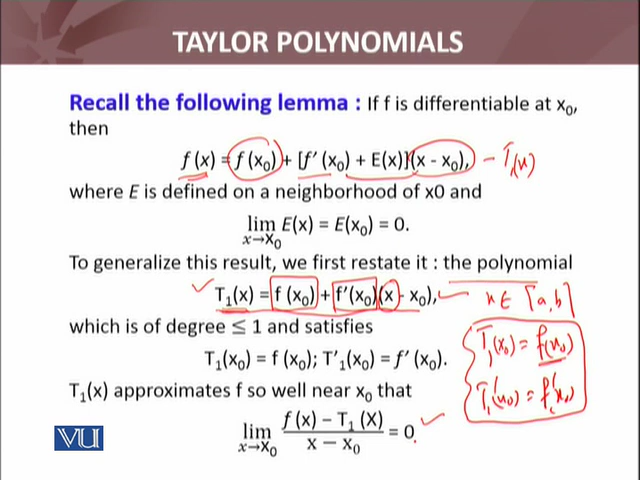 TAYLOR POLYNOMIALS
Recall the following lemma : If f is differentiable at x₀,
then
f (x) = f (x₀) + [f′ (x₀) + E(x)](x - x₀), – T₁(x)
where E is defined on a neighborhood of x0 and
lim E(x) = E(x₀) = 0.
x→X₀
To generalize this result, we first restate it : the polynomial
T₁(x) = f (x₀) + f′(x₀)(x - x₀), x ∈ [a,b]
which is of degree ≤ 1 and satisfies
T₁(x₀) = f(x₀)
T₁(x₀) = f (x₀); T′₁(x₀) = f′ (x₀).
T₁′(x₀) = f′(x₀)
T₁(x) approximates f so well near x₀ that
lim f (x) − T₁ (X) = 0
x→X₀ x − x₀
VU